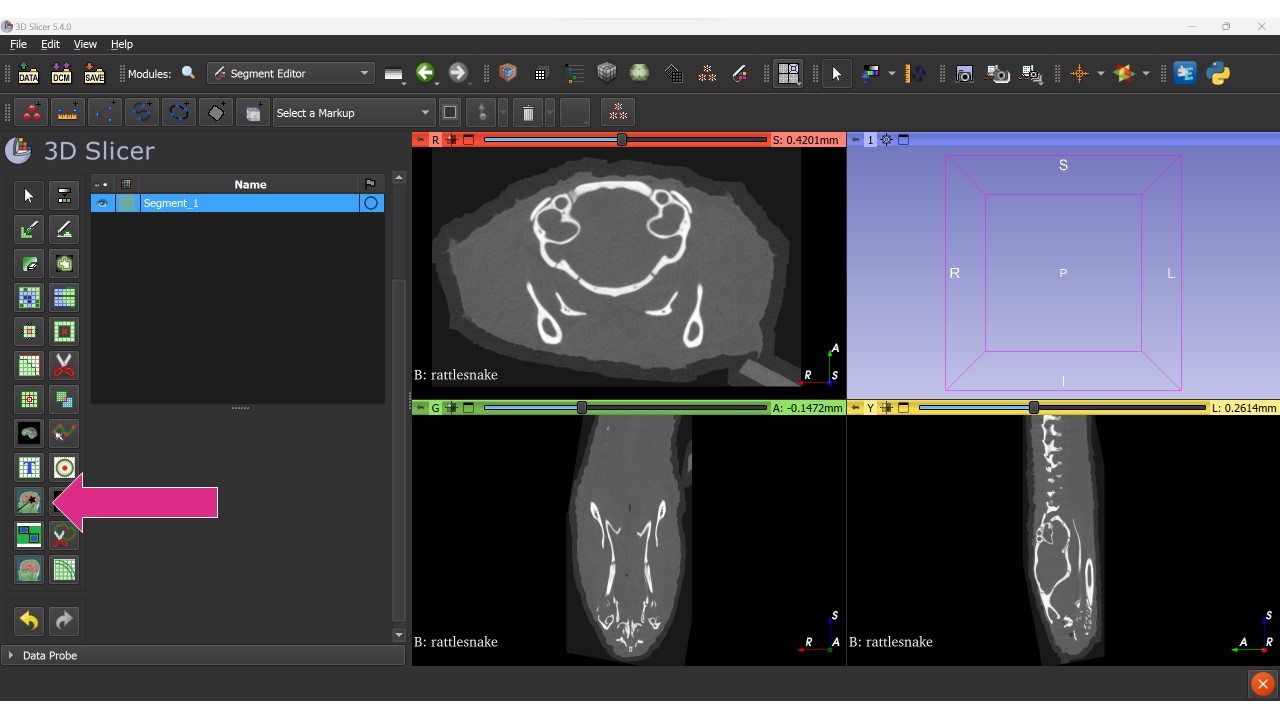 3D Slicer 5.4.0
File Edit View Help
DATA DCM SAVE Modules: Segment Editor
Select a Markup
3D Slicer
Name
Segment_1
Data Probe
R S: 0.4201mm
B: rattlesnake
A
R S
1
S
R P L
I
G A: -0.1472mm
B: rattlesnake
S
R A
Y L: 0.2614mm
B: rattlesnake
S
A R